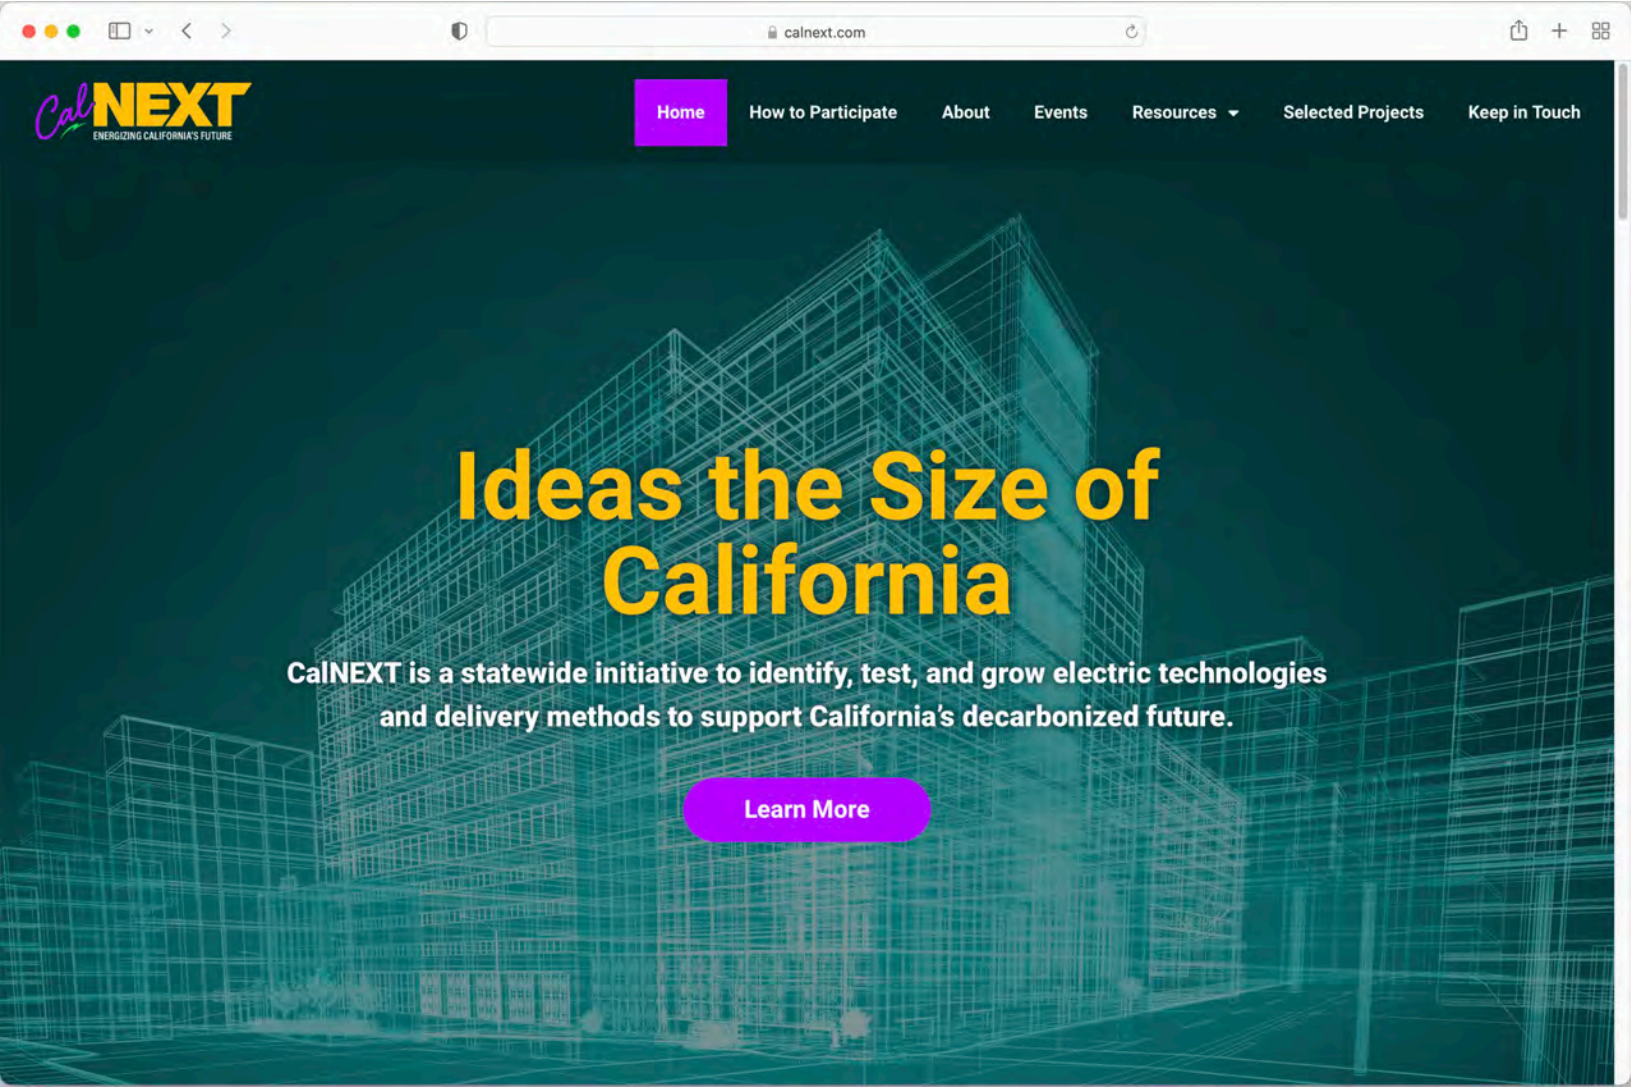 calnext.com
CalNEXT
ENERGIZING CALIFORNIA'S FUTURE
Home
How to Participate
About
Events
Resources
Selected Projects
Keep in Touch
Ideas the Size of
California
CalNEXT is a statewide initiative to identify, test, and grow electric technologies
and delivery methods to support California’s decarbonized future.
Learn More